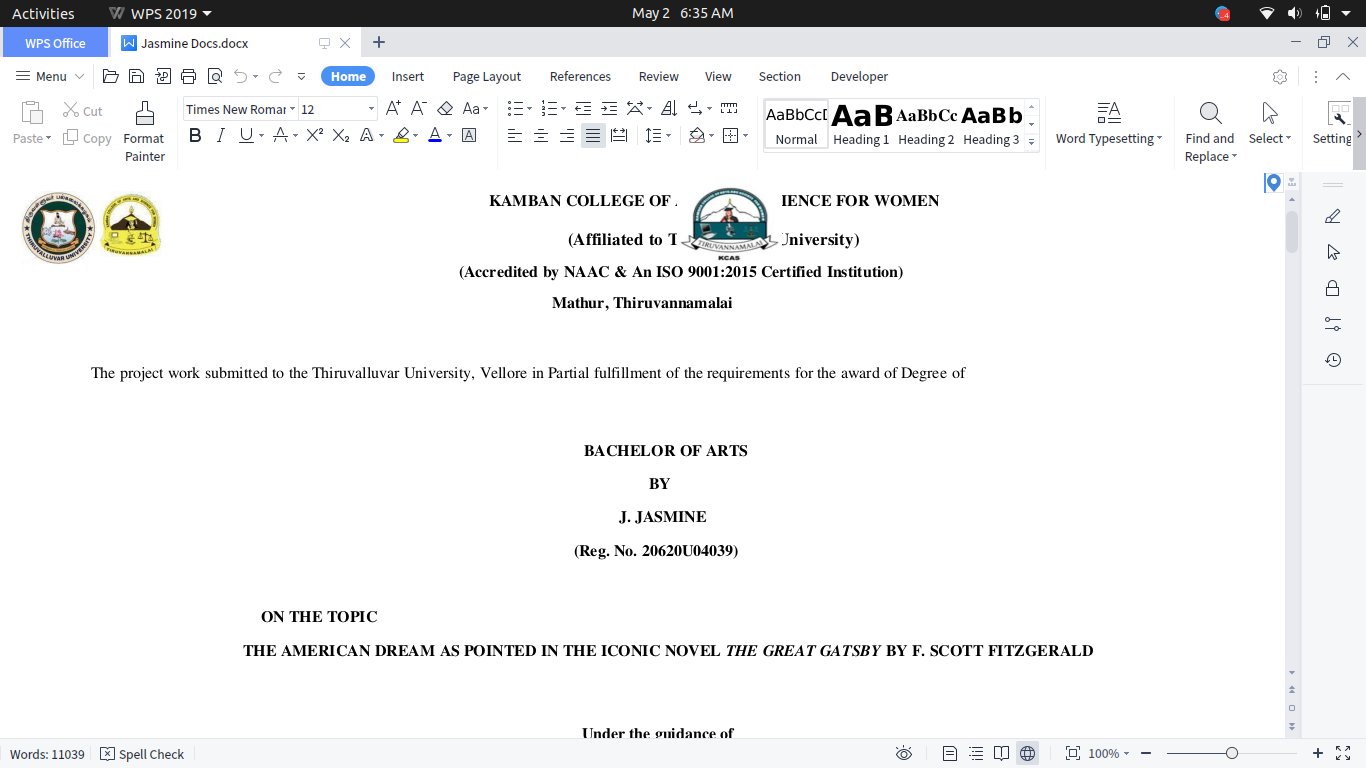 Activities WPS 2019 May 2 6:35 AM
WPS Office Jasmine Docs.docx
Menu Home Insert Page Layout References Review View Section Developer
Paste Cut Copy Format Painter Times New Roman 12 Aa
AaBbCcD AaB AaBbCc AaBb
Normal Heading 1 Heading 2 Heading 3
Word Typesetting Find and Replace Select Setting
KAMBAN COLLEGE OF IENCE FOR WOMEN
THIRUVALLUVAR UNIVERSITY
TIRUVANNAMALAI
TIRUVANNAMALAI
KCAS
(Affiliated to T University)
(Accredited by NAAC & An ISO 9001:2015 Certified Institution)
Mathur, Thiruvannamalai
The project work submitted to the Thiruvalluvar University, Vellore in Partial fulfillment of the requirements for the award of Degree of
BACHELOR OF ARTS
BY
J. JASMINE
(Reg. No. 20620U04039)
ON THE TOPIC
THE AMERICAN DREAM AS POINTED IN THE ICONIC NOVEL THE GREAT GATSBY BY F. SCOTT FITZGERALD
Under the guidance of
Words: 11039 Spell Check 100%